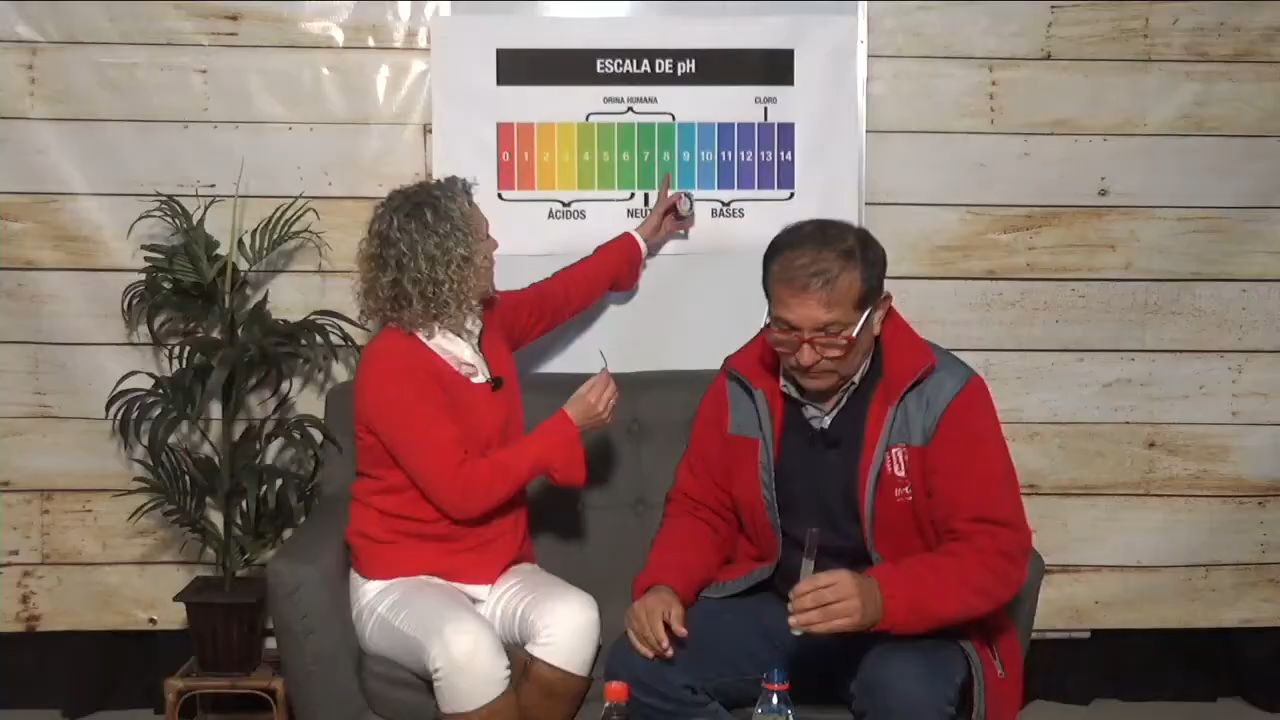 ESCALA DE pH
ORINA HUMANA
CLORO
0 1 2 3 4 5 6 7 8 9 10 11 12 13 14
ÁCIDOS
NEUT
BASES